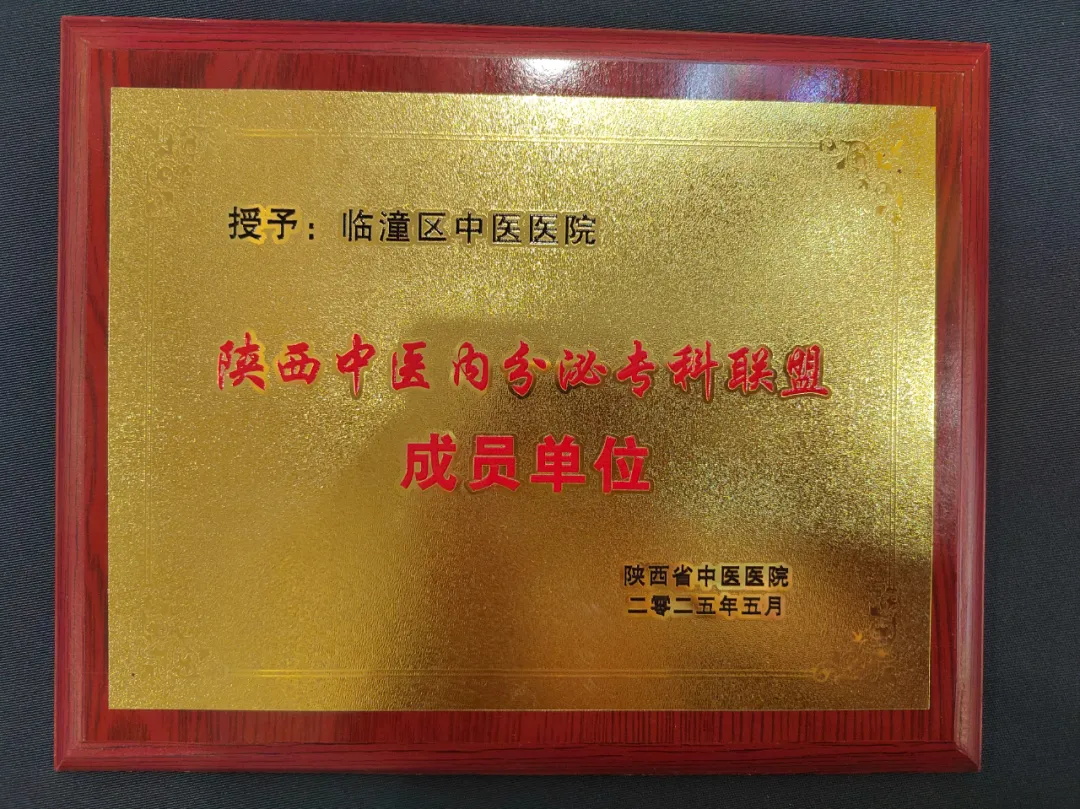 授予：临潼区中医医院
陕西中医内分泌专科联盟
成员单位
陕西省中医医院
二零二五年五月